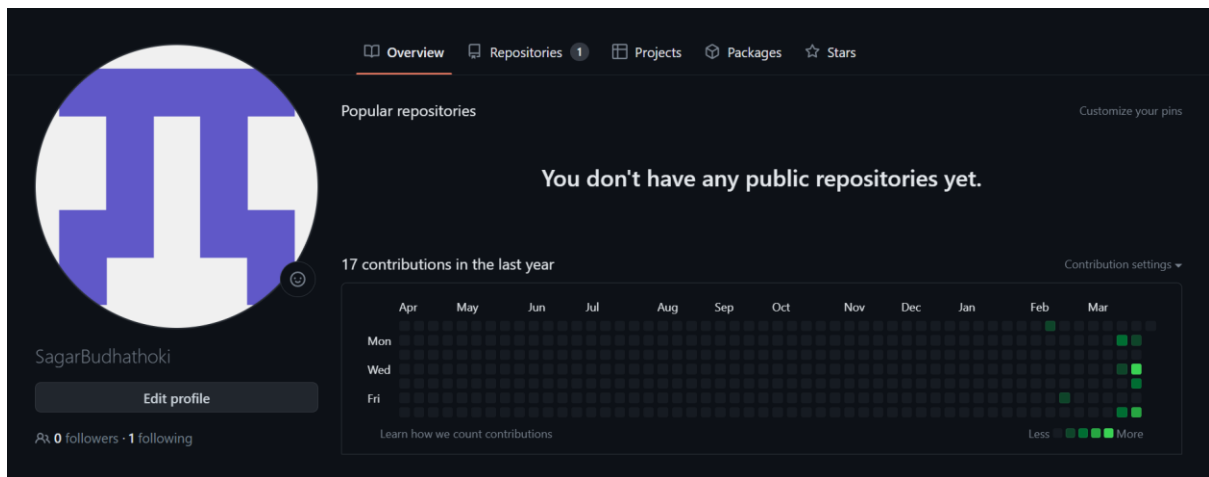 Overview Repositories 1 Projects Packages Stars
Popular repositories Customize your pins
You don't have any public repositories yet.
17 contributions in the last year Contribution settings
Apr May Jun Jul Aug Sep Oct Nov Dec Jan Feb Mar
Mon
Wed
Fri
Learn how we count contributions Less More
SagarBudhathoki
Edit profile
0 followers · 1 following